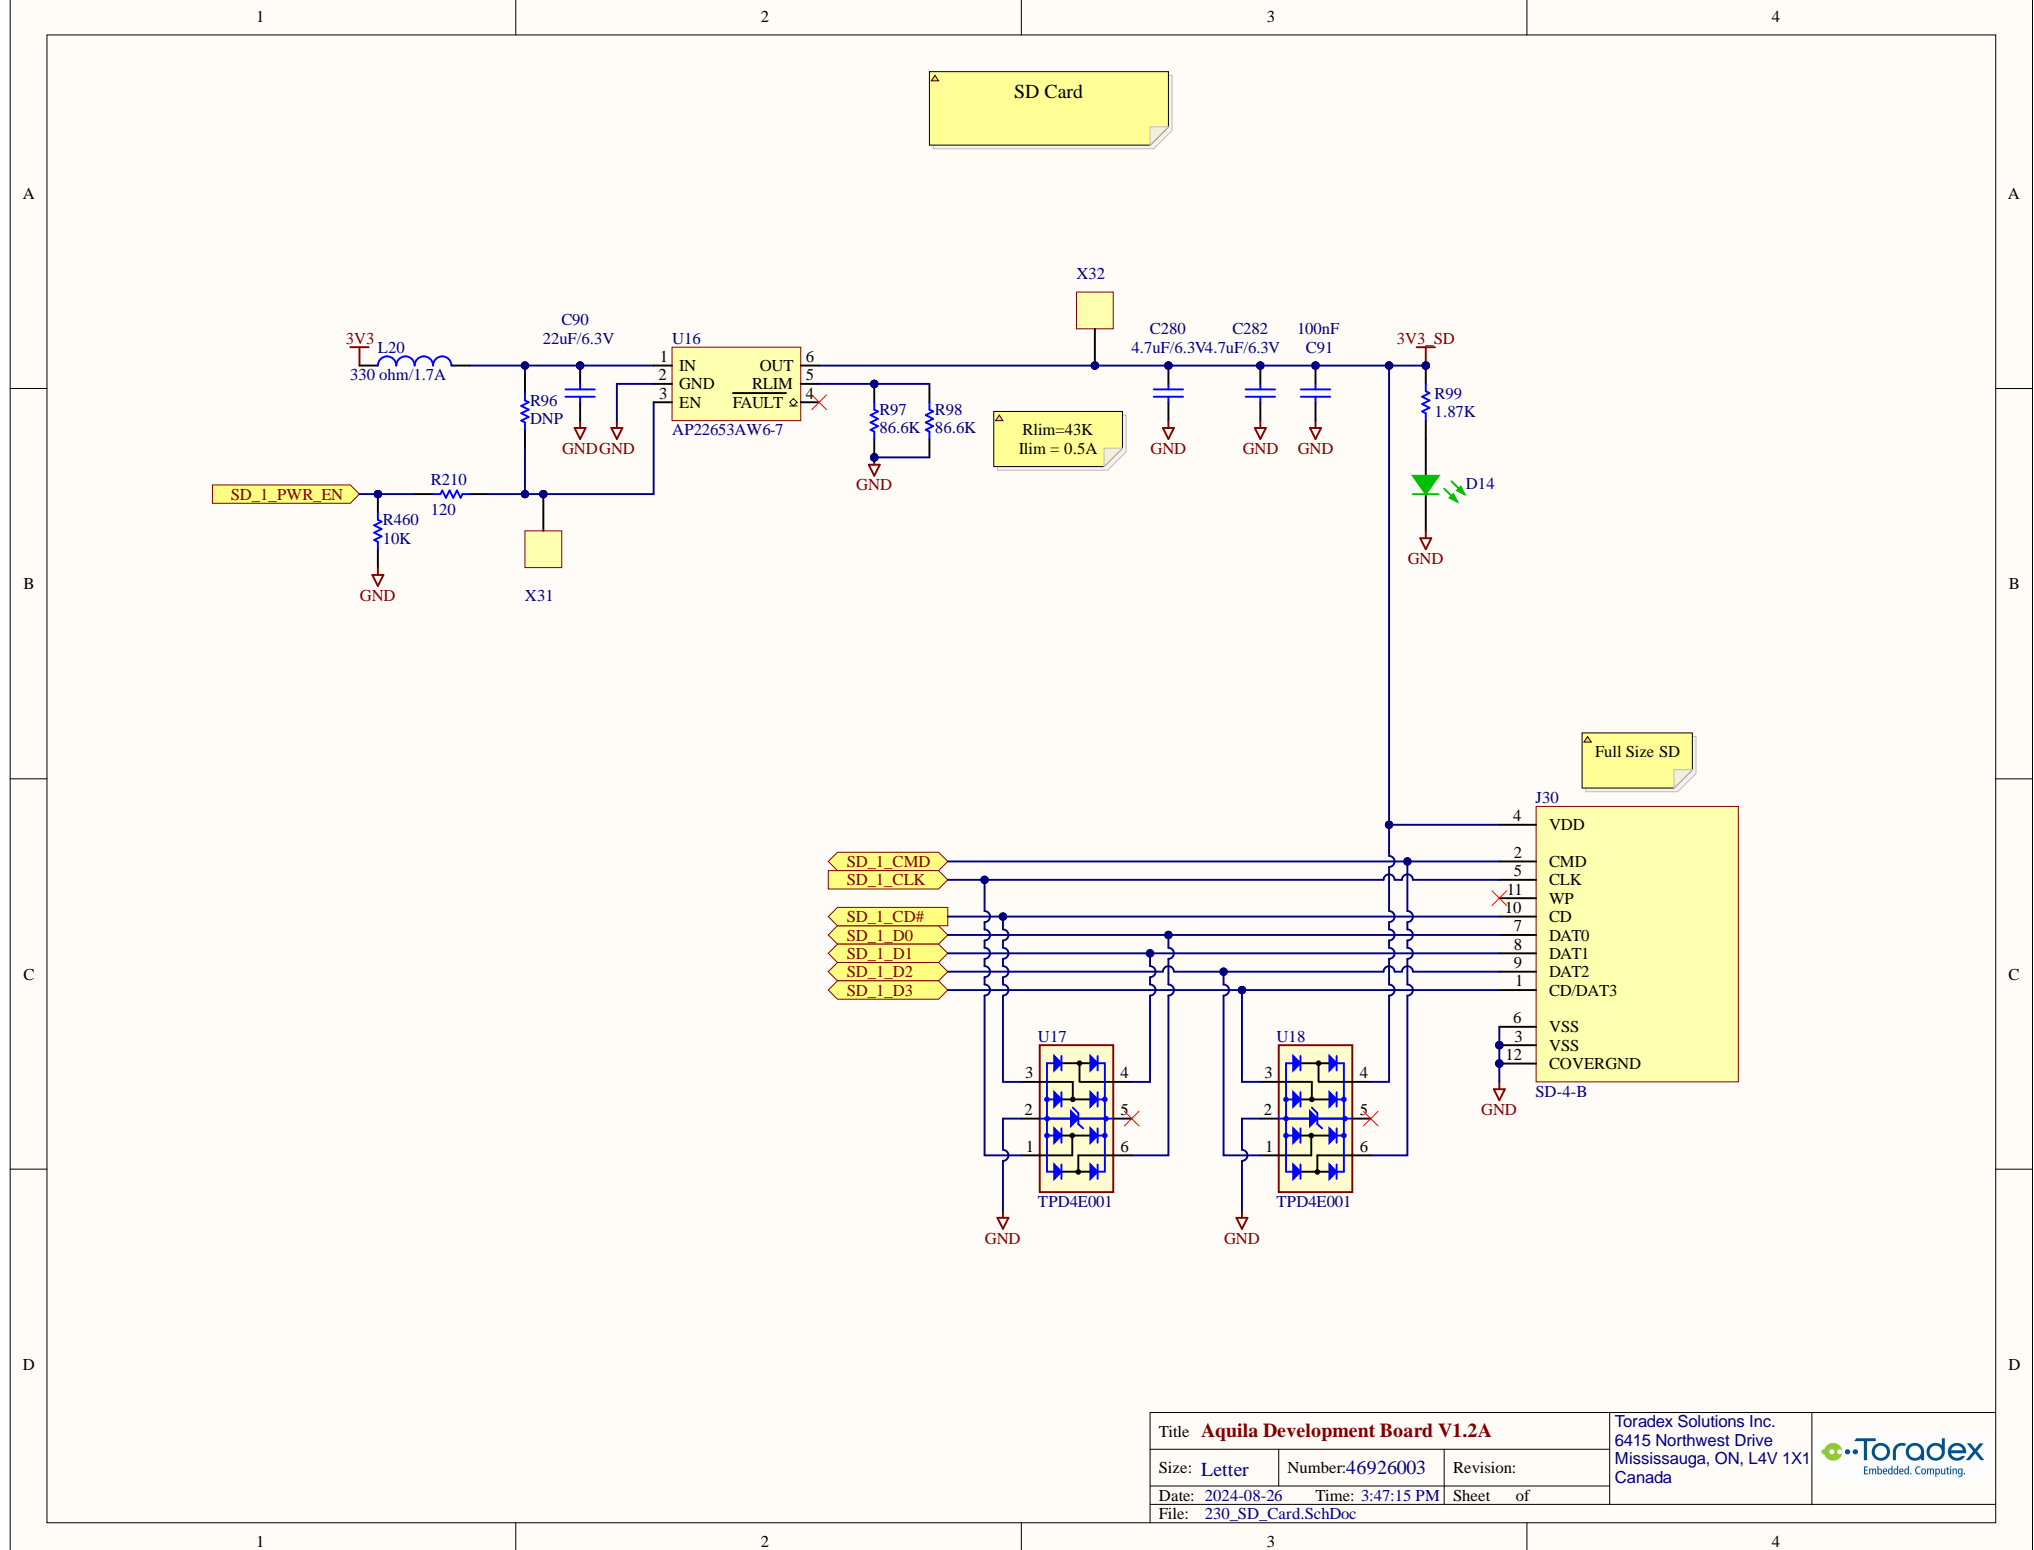 1 2 3 4
SD Card
A A
X32
C90
22uF/6.3V
C280 C282 100nF
4.7uF/6.3V 4.7uF/6.3V C91
3V3
L20
330 ohm/1.7A
U16
1 IN OUT 6
2 GND RLIM 5
3 EN FAULT 4
AP22653AW6-7
3V3_SD
R96
DNP
GND GND
R97
86.6K
R98
86.6K
GND
Rlim=43K
Ilim = 0.5A
GND GND GND
R99
1.87K
D14
GND
SD_1_PWR_EN
R210
120
R460
10K
GND
X31
B B
Full Size SD
J30
4 VDD
SD_1_CMD 2 CMD
SD_1_CLK 5 CLK
11 WP
SD_1_CD# 10 CD
SD_1_D0 7 DAT0
SD_1_D1 8 DAT1
SD_1_D2 9 DAT2
SD_1_D3 1 CD/DAT3
6 VSS
3 VSS
12 COVERGND
SD-4-B
GND
C C
U17
3 4
2 5
1 6
TPD4E001
GND
U18
3 4
2 5
1 6
TPD4E001
GND
D D
Title Aquila Development Board V1.2A
Size: Letter Number:46926003 Revision:
Date: 2024-08-26 Time: 3:47:15 PM Sheet of
File: 230_SD_Card.SchDoc
Toradex Solutions Inc.
6415 Northwest Drive
Mississauga, ON, L4V 1X1
Canada
Toradex
Embedded. Computing.
1 2 3 4